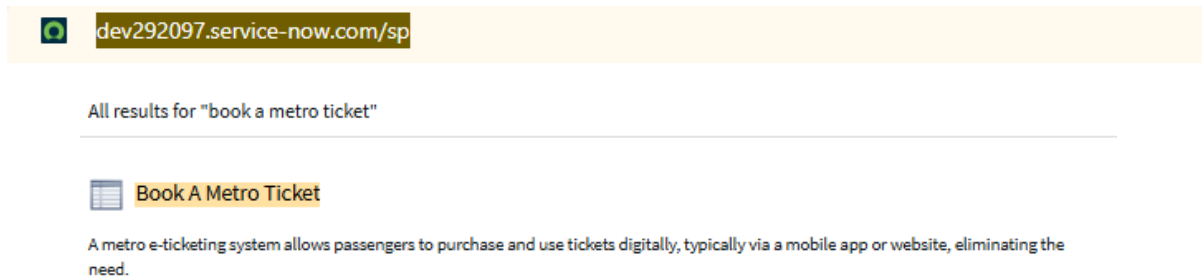 dev292097.service-now.com/sp
All results for "book a metro ticket"
Book A Metro Ticket
A metro e-ticketing system allows passengers to purchase and use tickets digitally, typically via a mobile app or website, eliminating the
need.